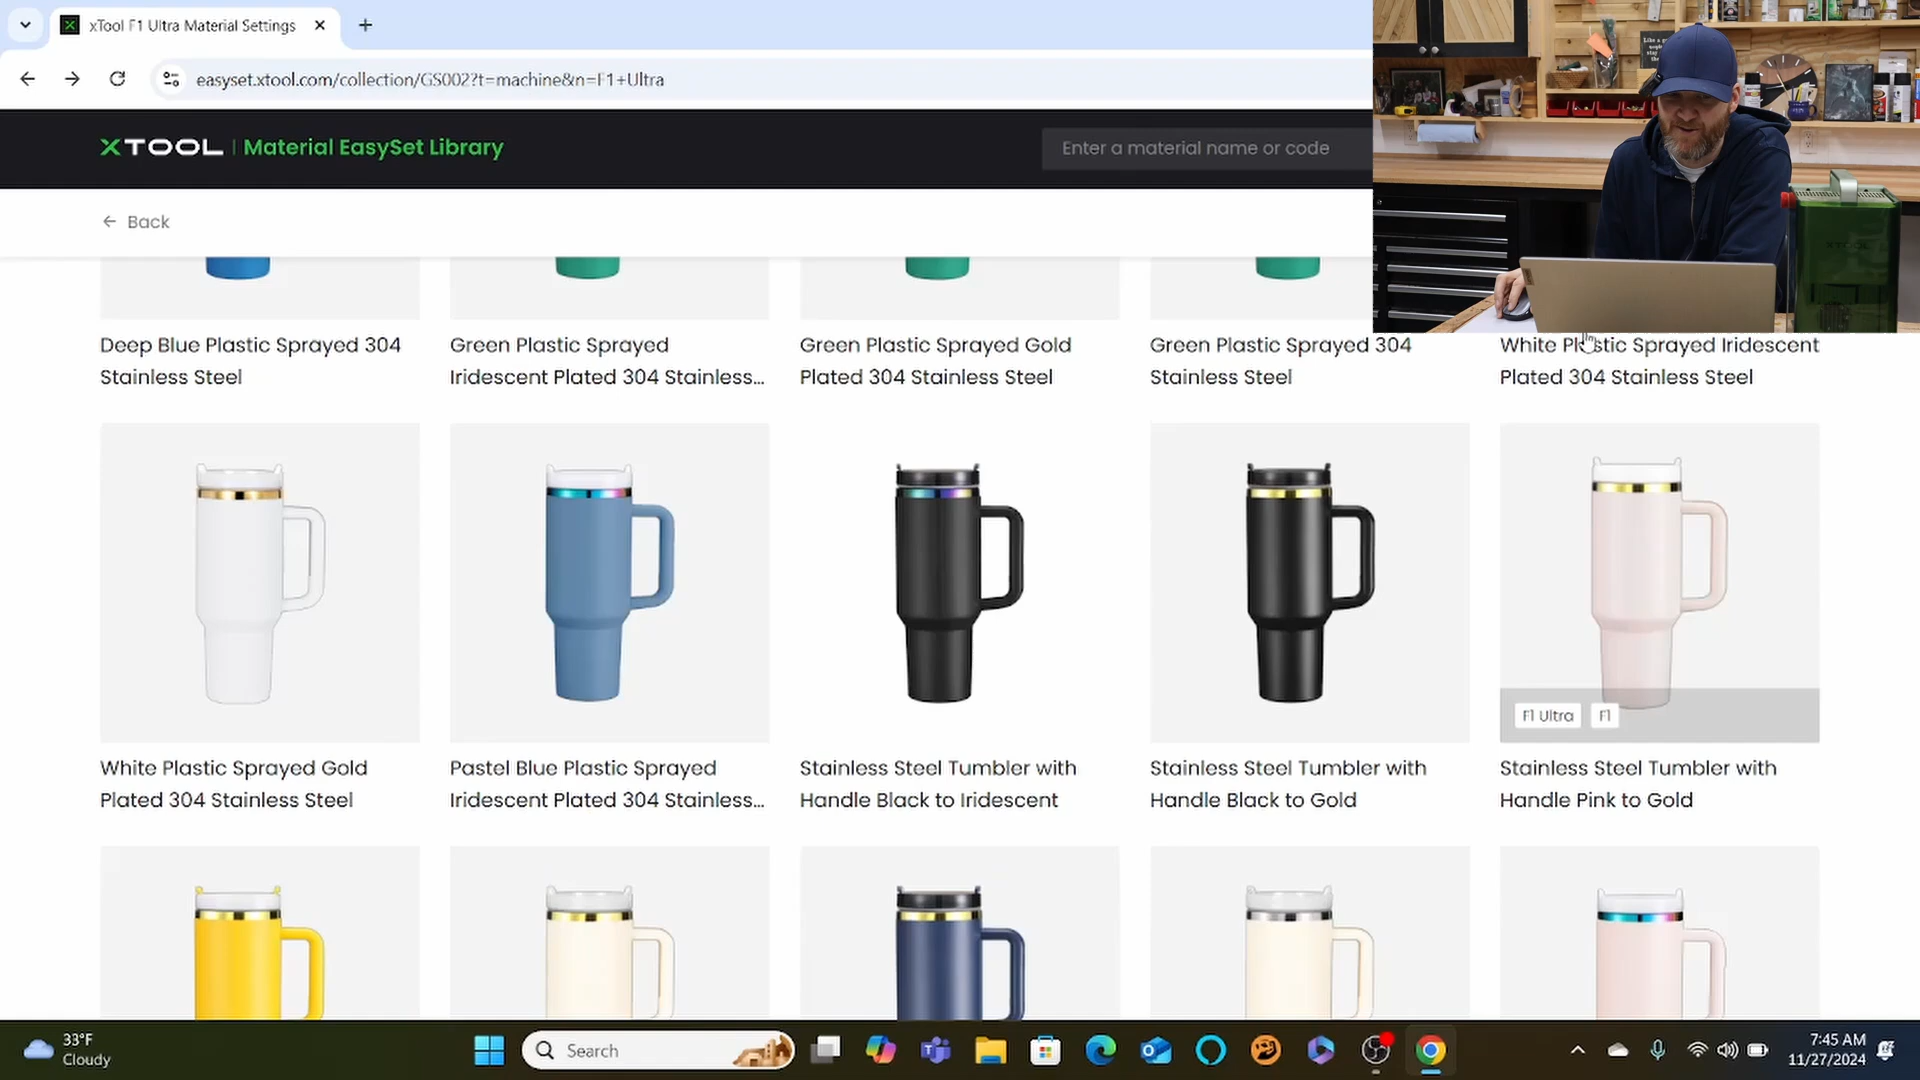 xTool F1 Ultra Material Settings
easyset.xtool.com/collection/GS002?t=machine&n=F1+Ultra
XTOOL | Material EasySet Library
Enter a material name or code
Back
Deep Blue Plastic Sprayed 304
Stainless Steel
Green Plastic Sprayed
Iridescent Plated 304 Stainless...
Green Plastic Sprayed Gold
Plated 304 Stainless Steel
Green Plastic Sprayed 304
Stainless Steel
White Plastic Sprayed Iridescent
Plated 304 Stainless Steel
F1 Ultra
F1
White Plastic Sprayed Gold
Plated 304 Stainless Steel
Pastel Blue Plastic Sprayed
Iridescent Plated 304 Stainless...
Stainless Steel Tumbler with
Handle Black to Iridescent
Stainless Steel Tumbler with
Handle Black to Gold
Stainless Steel Tumbler with
Handle Pink to Gold
33°F
Cloudy
Search
7:45 AM
11/27/2024